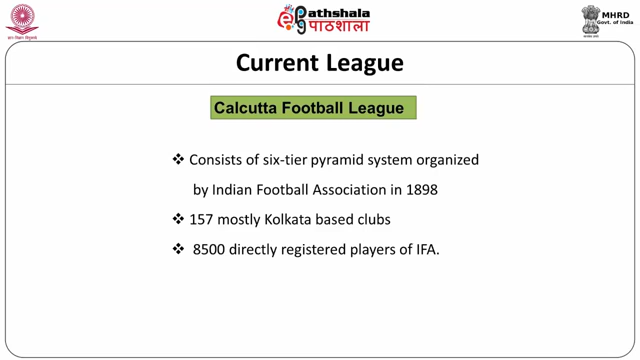 Pathshala
पाठशाला
MHRD
Govt. of India
Current League
Calcutta Football League
❖ Consists of six-tier pyramid system organized
by Indian Football Association in 1898
❖ 157 mostly Kolkata based clubs
❖ 8500 directly registered players of IFA.